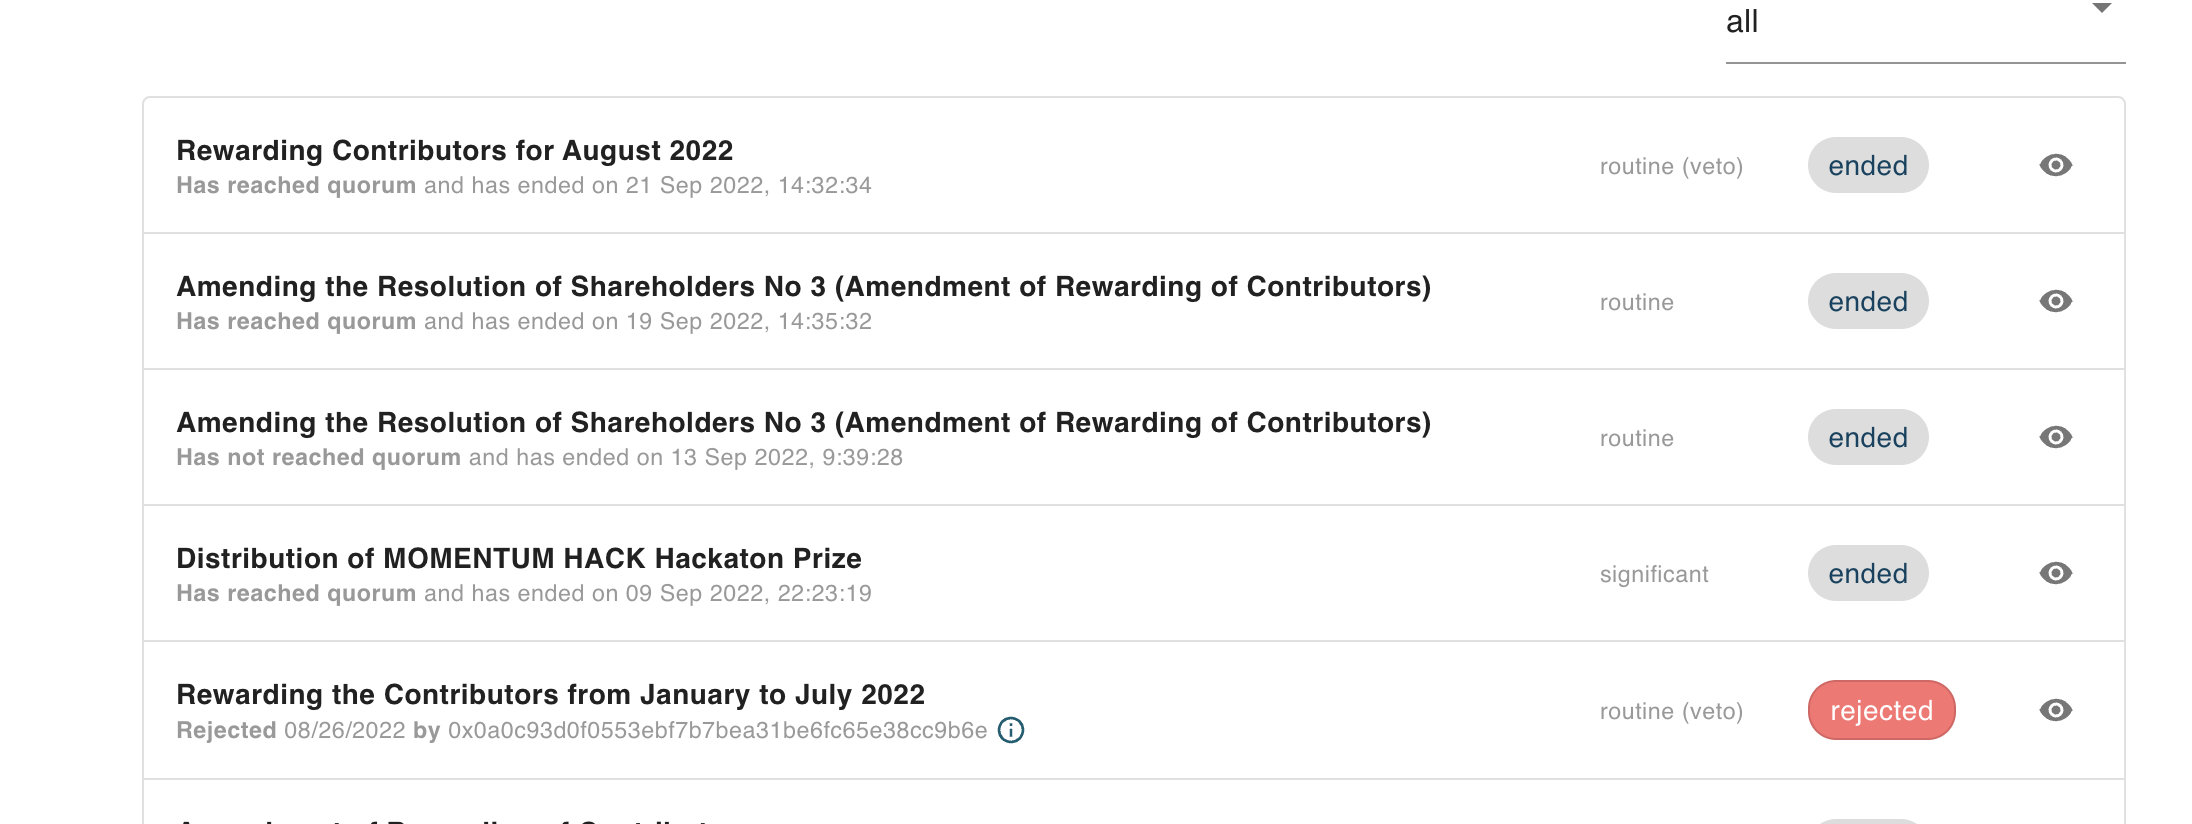 all
Rewarding Contributors for August 2022
Has reached quorum and has ended on 21 Sep 2022, 14:32:34
routine (veto)
ended
Amending the Resolution of Shareholders No 3 (Amendment of Rewarding of Contributors)
Has reached quorum and has ended on 19 Sep 2022, 14:35:32
routine
ended
Amending the Resolution of Shareholders No 3 (Amendment of Rewarding of Contributors)
Has not reached quorum and has ended on 13 Sep 2022, 9:39:28
routine
ended
Distribution of MOMENTUM HACK Hackaton Prize
Has reached quorum and has ended on 09 Sep 2022, 22:23:19
significant
ended
Rewarding the Contributors from January to July 2022
Rejected 08/26/2022 by 0x0a0c93d0f0553ebf7b7bea31be6fc65e38cc9b6e
routine (veto)
rejected